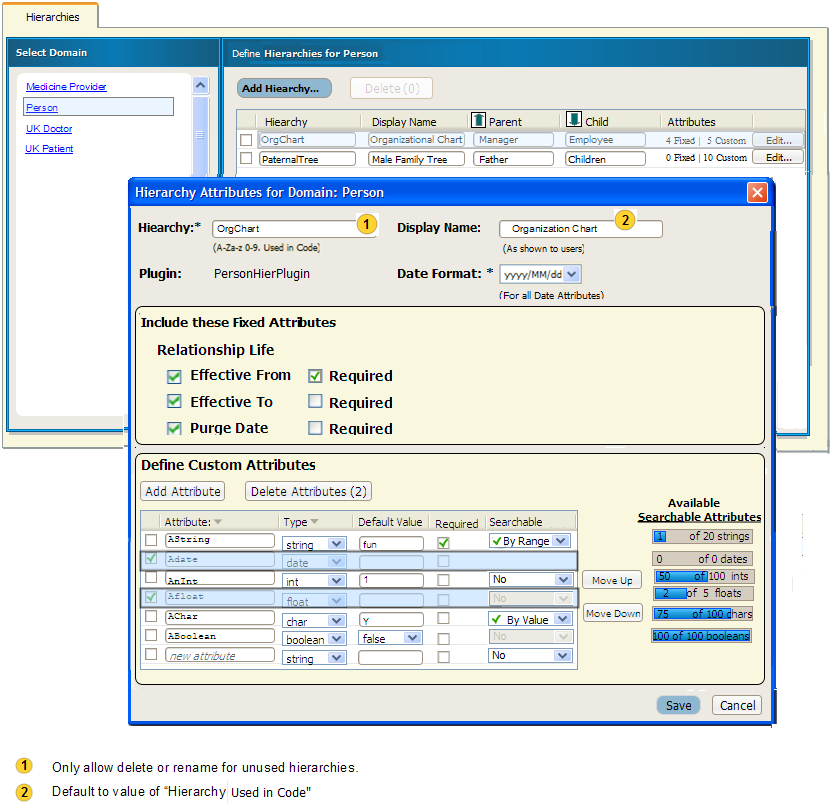 Hierarchies
Select Domain
Medicine Provider
Person
UK Doctor
UK Patient
Define Hierarchies for Person
Add Hiearchy...
Delete (0)
Hiearchy Display Name Parent Child Attributes
OrgChart Organizational Chart Manager Employee 4 Fixed | 5 Custom Edit...
PaternalTree Male Family Tree Father Children 0 Fixed | 10 Custom Edit...
Hierarchy Attributes for Domain: Person
Hiearchy:* OrgChart 1 Display Name: Organization Chart 2
(A-Za-z 0-9. Used in Code) (As shown to users)
Plugin: PersonHierPlugin Date Format: * yyyy/MM/dd
(For all Date Attributes)
Include these Fixed Attributes
Relationship Life
Effective From Required
Effective To Required
Purge Date Required
Define Custom Attributes
Add Attribute Delete Attributes (2)
Attribute: Type Default Value Required Searchable
AString string fun By Range
Adate date
AnInt int 1 No
Afloat float No
AChar char Y By Value
ABoolean boolean false No
new attribute string No
Move Up
Move Down
Available
Searchable Attributes
1 of 20 strings
0 of 0 dates
50 of 100 ints
2 of 5 floats
75 of 100 chars
100 of 100 booleans
Save Cancel
1 Only allow delete or rename for unused hierarchies.
2 Default to value of “Hierarchy Used in Code"